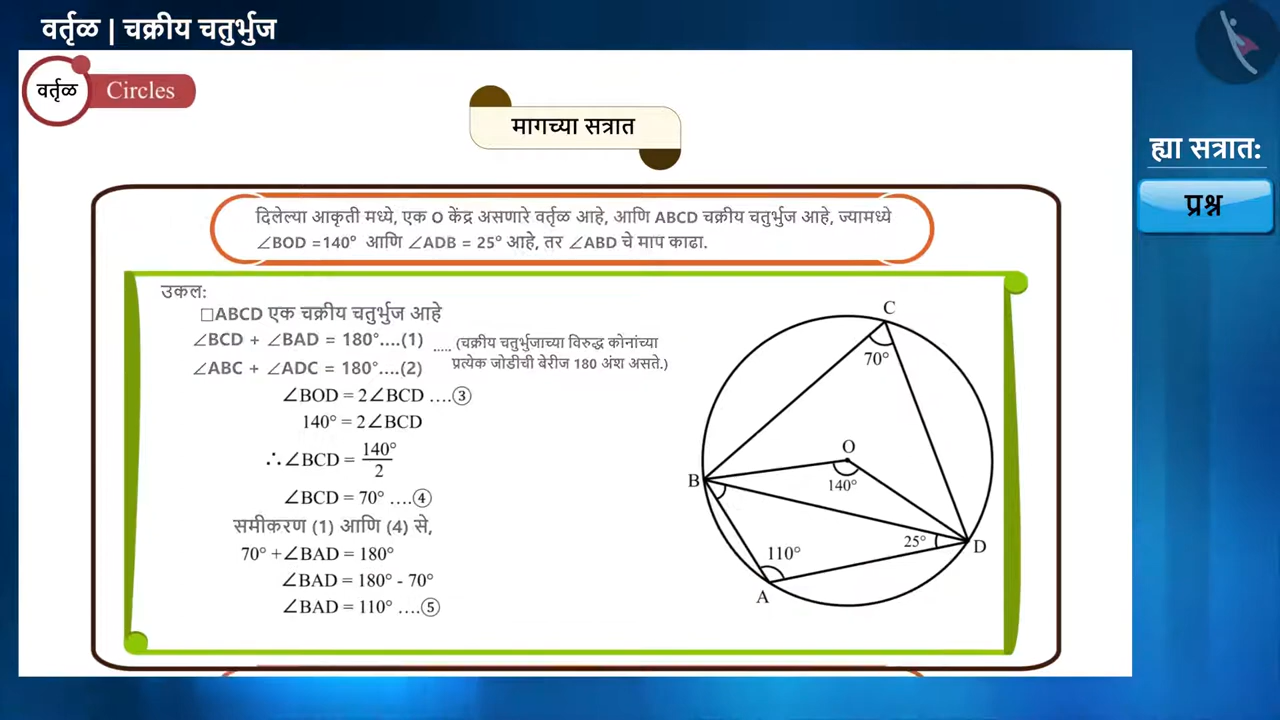 वर्तृळ | चक्रीय चतुर्भुज
वर्तृळ Circles
मागच्या सत्रात
ह्या सत्रात:
प्रश्न
दिलेल्या आकृती मध्ये, एक O केंद्र असणारे वर्तृळ आहे, आणि ABCD चक्रीय चतुर्भुज आहे, ज्यामध्ये
∠BOD =140° आणि ∠ADB = 25° आहे, तर ∠ABD चे माप काढा.
उकल:
□ABCD एक चक्रीय चतुर्भुज आहे
∠BCD + ∠BAD = 180°....(1)
∠ABC + ∠ADC = 180°....(2)
..... (चक्रीय चतुर्भुजाच्या विरुद्ध कोनांच्या
प्रत्येक जोडीची बेरीज 180 अंश असते.)
∠BOD = 2∠BCD ....③
140° = 2∠BCD
∴∠BCD = 140°/2
∠BCD = 70° ....④
समीकरण (1) आणि (4) से,
70° +∠BAD = 180°
∠BAD = 180° - 70°
∠BAD = 110° ....⑤
C
70°
O
140°
B
25°
D
110°
A